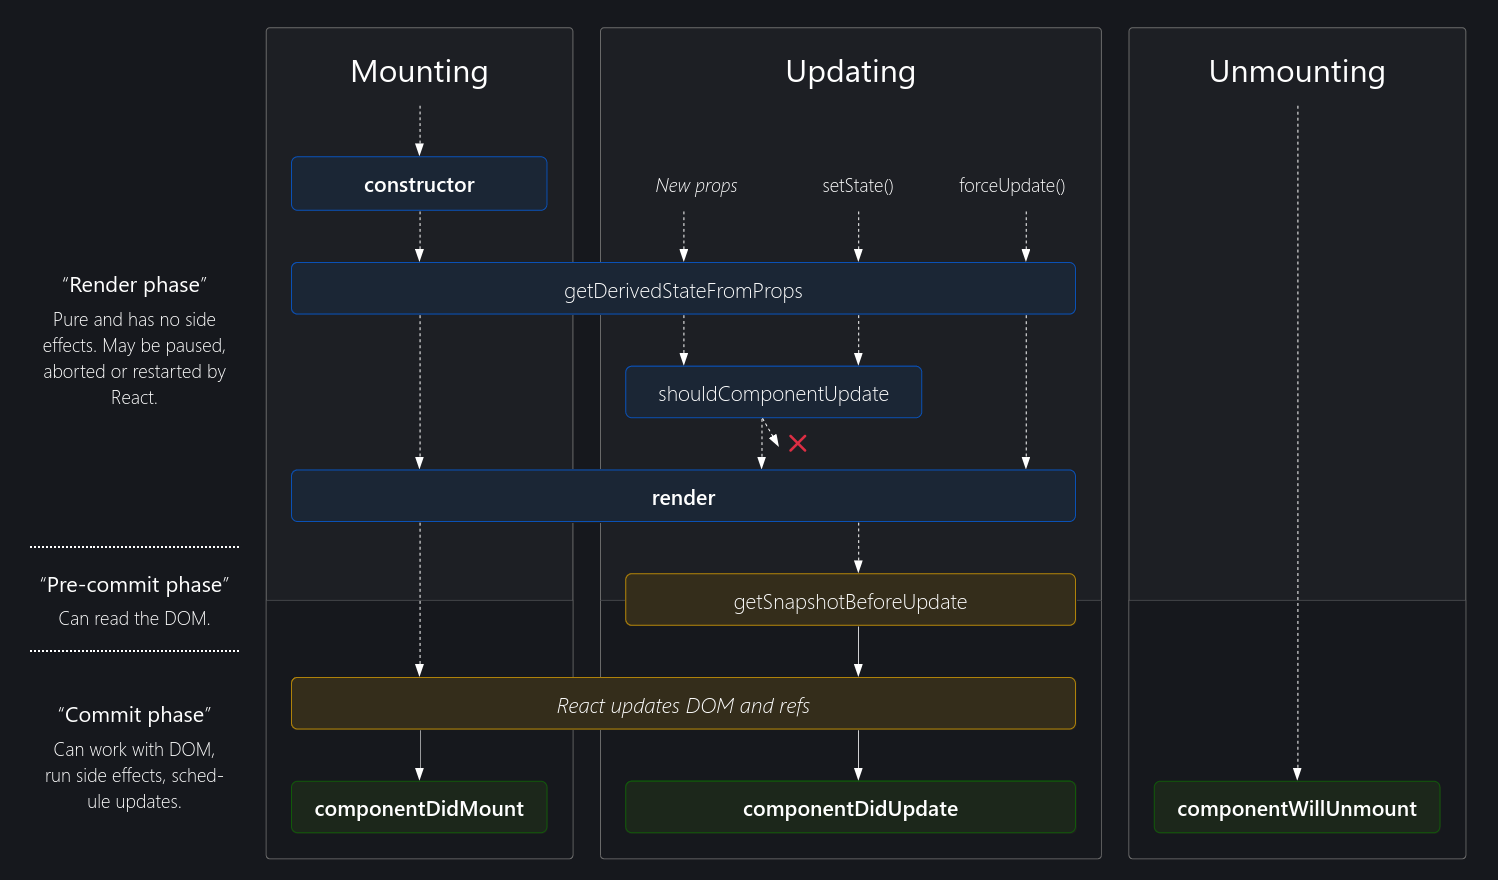 Mounting
Updating
Unmounting
constructor
New props
setState()
forceUpdate()
“Render phase”
Pure and has no side
effects. May be paused,
aborted or restarted by
React.
getDerivedStateFromProps
shouldComponentUpdate
render
“Pre-commit phase”
Can read the DOM.
getSnapshotBeforeUpdate
“Commit phase”
Can work with DOM,
run side effects, sched-
ule updates.
React updates DOM and refs
componentDidMount
componentDidUpdate
componentWillUnmount